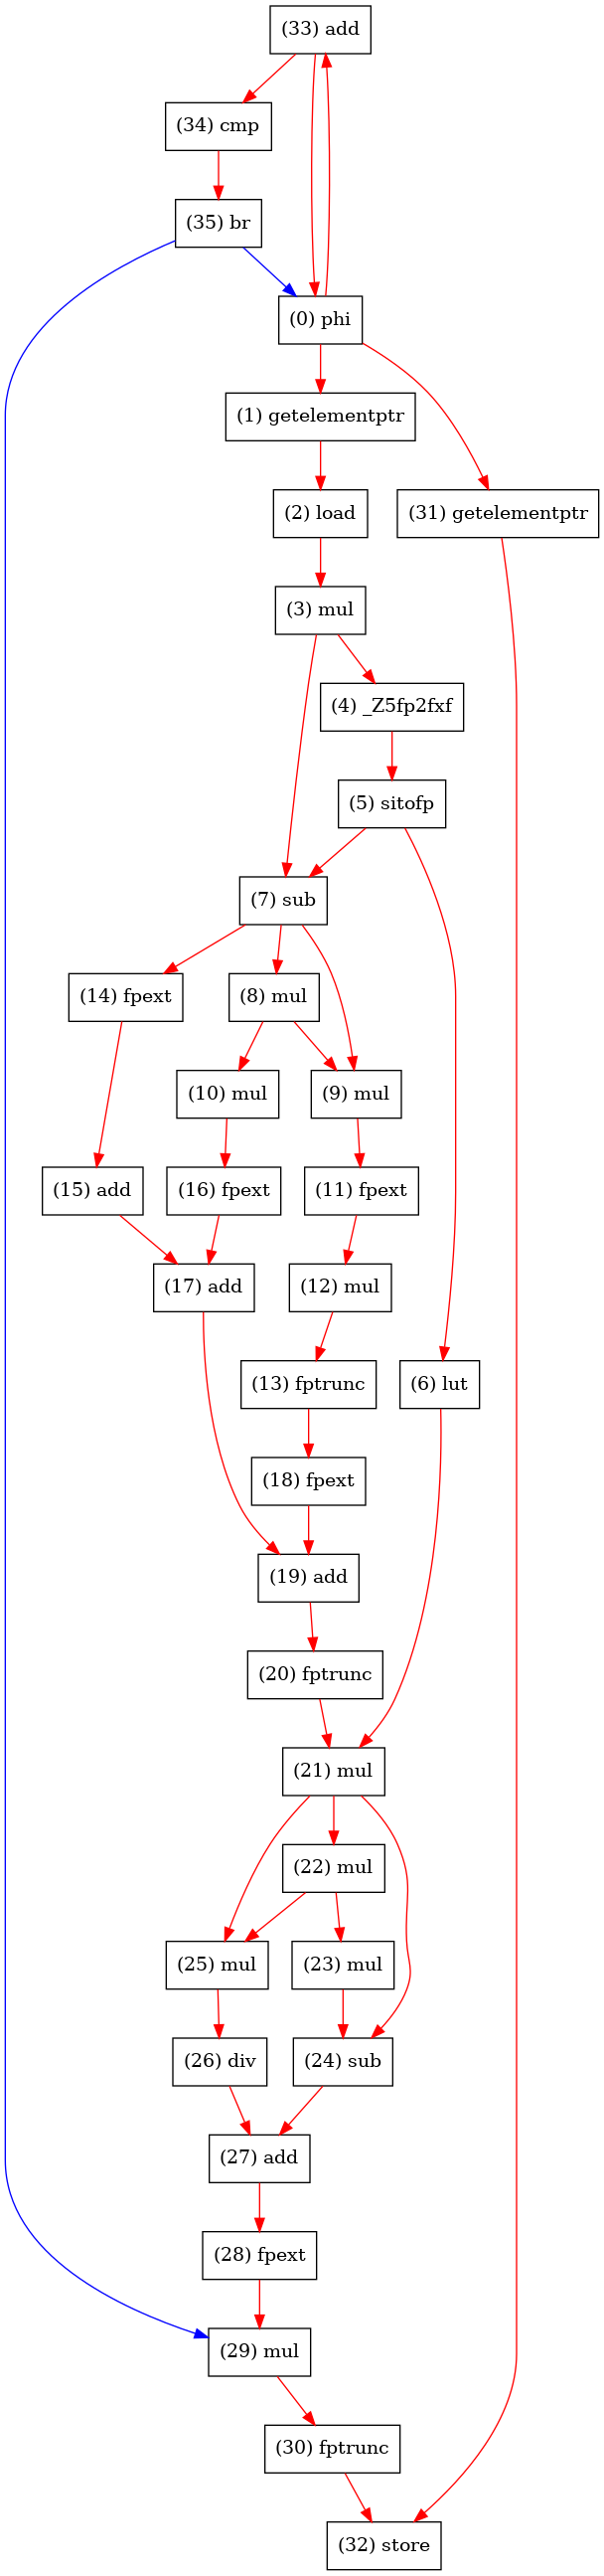 (33) add
(34) cmp
(35) br
(0) phi
(1) getelementptr
(2) load
(31) getelementptr
(3) mul
(4) _Z5fp2fxf
(5) sitofp
(7) sub
(14) fpext
(8) mul
(10) mul
(9) mul
(15) add
(16) fpext
(11) fpext
(17) add
(12) mul
(13) fptrunc
(6) lut
(18) fpext
(19) add
(20) fptrunc
(21) mul
(22) mul
(25) mul
(23) mul
(26) div
(24) sub
(27) add
(28) fpext
(29) mul
(30) fptrunc
(32) store